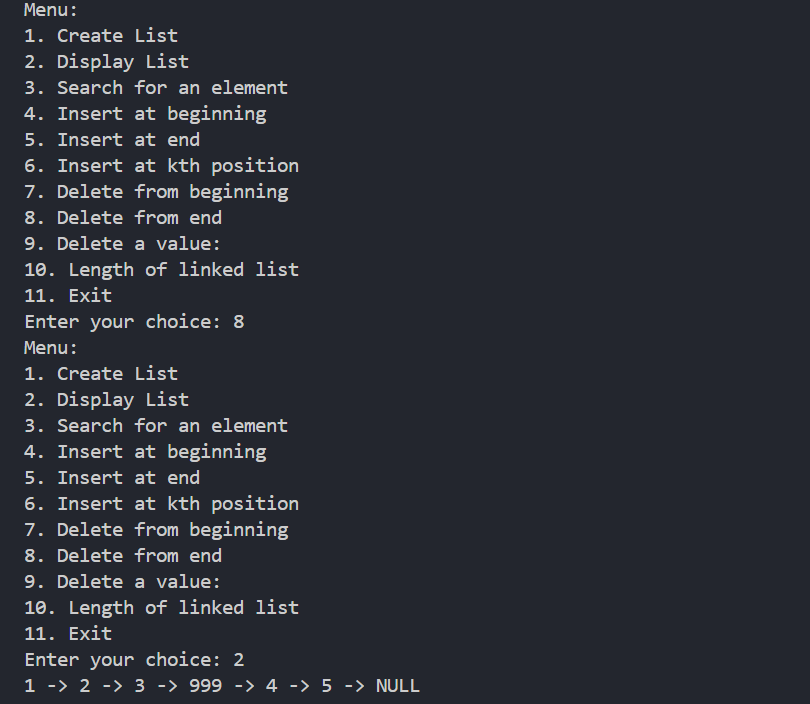 Menu:
1. Create List
2. Display List
3. Search for an element
4. Insert at beginning
5. Insert at end
6. Insert at kth position
7. Delete from beginning
8. Delete from end
9. Delete a value:
10. Length of linked list
11. Exit
Enter your choice: 8
Menu:
1. Create List
2. Display List
3. Search for an element
4. Insert at beginning
5. Insert at end
6. Insert at kth position
7. Delete from beginning
8. Delete from end
9. Delete a value:
10. Length of linked list
11. Exit
Enter your choice: 2
1 -> 2 -> 3 -> 999 -> 4 -> 5 -> NULL